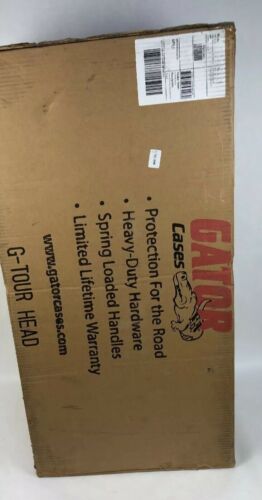 GATOR
Cases
• Protection For the Road
• Heavy-Duty Hardware
• Spring Loaded Handles
• Limited Lifetime Warranty
www.gatorcases.com
G-TOUR HEAD